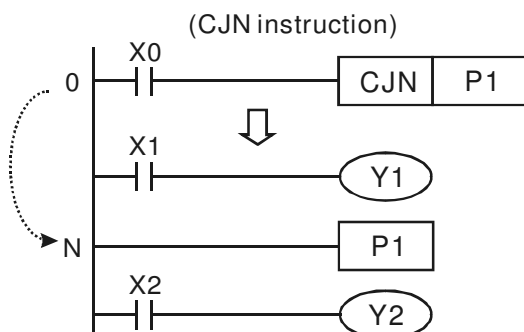 (CJN instruction)
X0
0 CJN P1
X1
Y1
N P1
X2
Y2